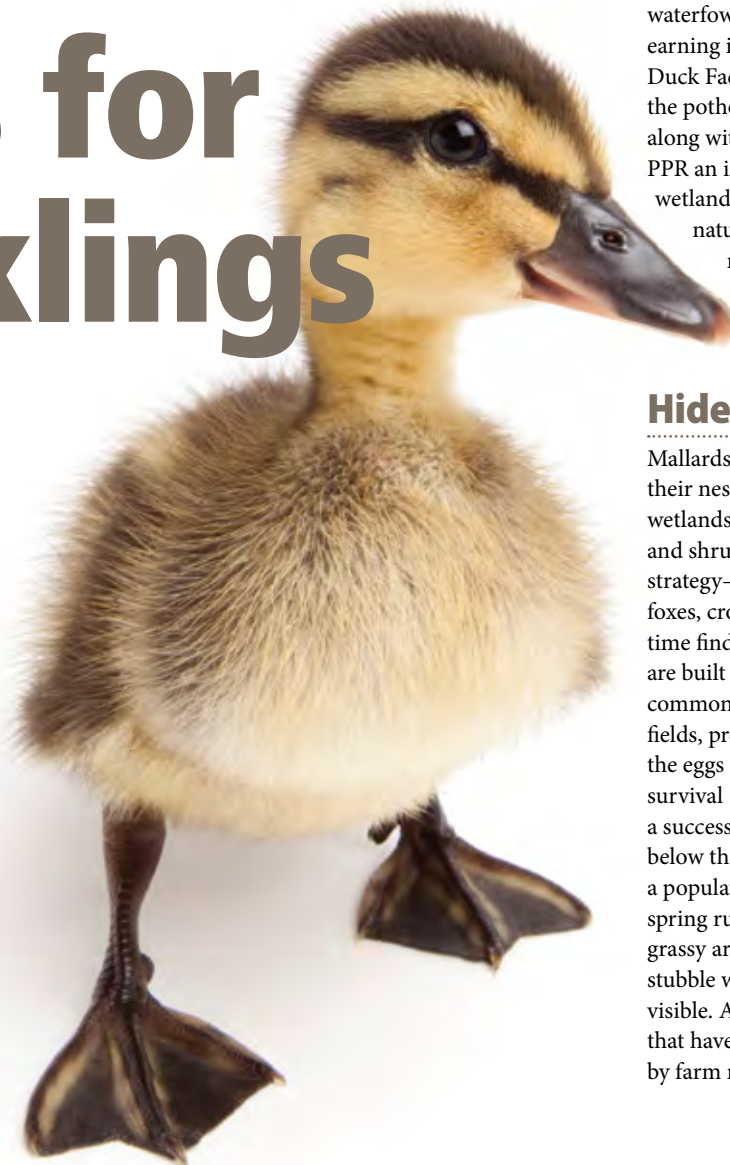 s for
klings
waterfow
earning i
Duck Fac
the potho
along wit
PPR an i
wetland
natu
Hide
Mallards
their nes
wetlands
and shru
strategy–
foxes, cro
time find
are built
common
fields, pr
the eggs
survival
a success
below th
a populat
spring ru
grassy ar
stubble w
visible. A
that have
by farm